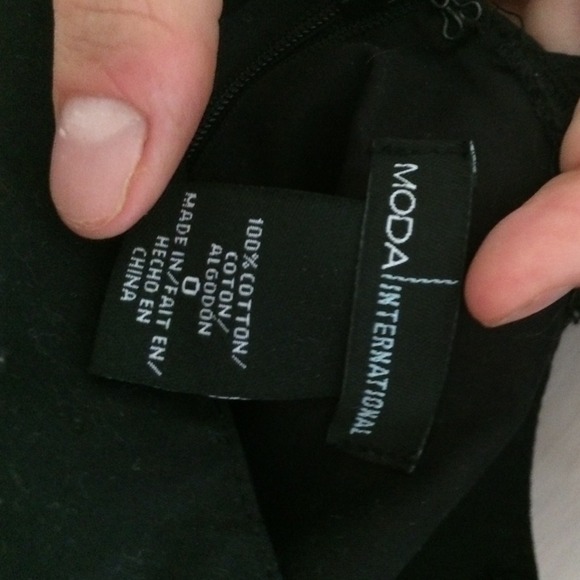 MODA
INTERNATIONAL
100% COTTON/
COTON/
ALGODÓN
0
MADE IN/FAIT EN/
HECHO EN
CHINA